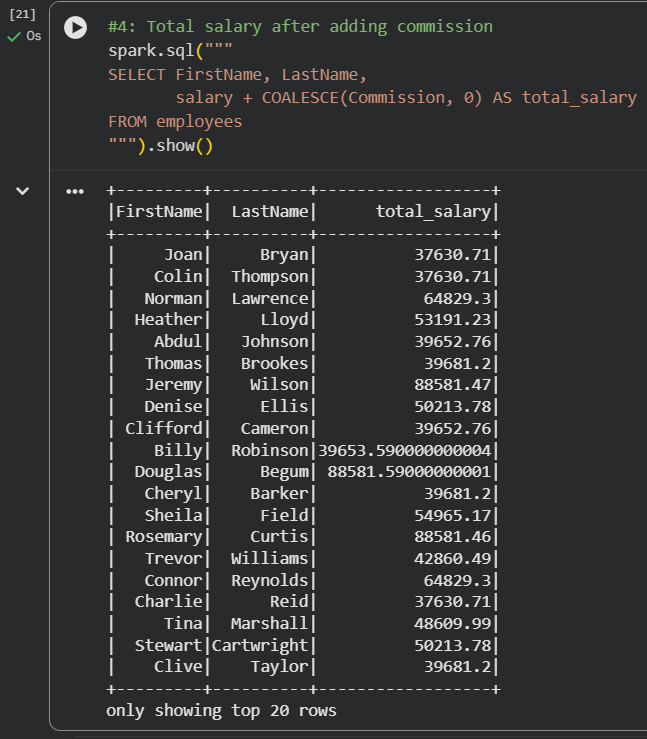 [21]
0s
#4: Total salary after adding commission
spark.sql("""
SELECT FirstName, LastName,
       salary + COALESCE(Commission, 0) AS total_salary
FROM employees
""").show()
+---------+----------+------------------+
|FirstName|  LastName|      total_salary|
+---------+----------+------------------+
|     Joan|     Bryan|          37630.71|
|    Colin|  Thompson|          37630.71|
|   Norman|  Lawrence|           64829.3|
|  Heather|     Lloyd|          53191.23|
|    Abdul|   Johnson|          39652.76|
|   Thomas|   Brookes|           39681.2|
|   Jeremy|    Wilson|          88581.47|
|   Denise|     Ellis|          50213.78|
| Clifford|   Cameron|          39652.76|
|    Billy|  Robinson|39653.590000000004|
|  Douglas|     Begum| 88581.59000000001|
|   Cheryl|    Barker|           39681.2|
|   Sheila|     Field|          54965.17|
| Rosemary|    Curtis|          88581.46|
|   Trevor|  Williams|          42860.49|
|   Connor|  Reynolds|           64829.3|
|  Charlie|      Reid|          37630.71|
|     Tina|  Marshall|          48609.99|
|  Stewart|Cartwright|          50213.78|
|    Clive|    Taylor|           39681.2|
+---------+----------+------------------+
only showing top 20 rows